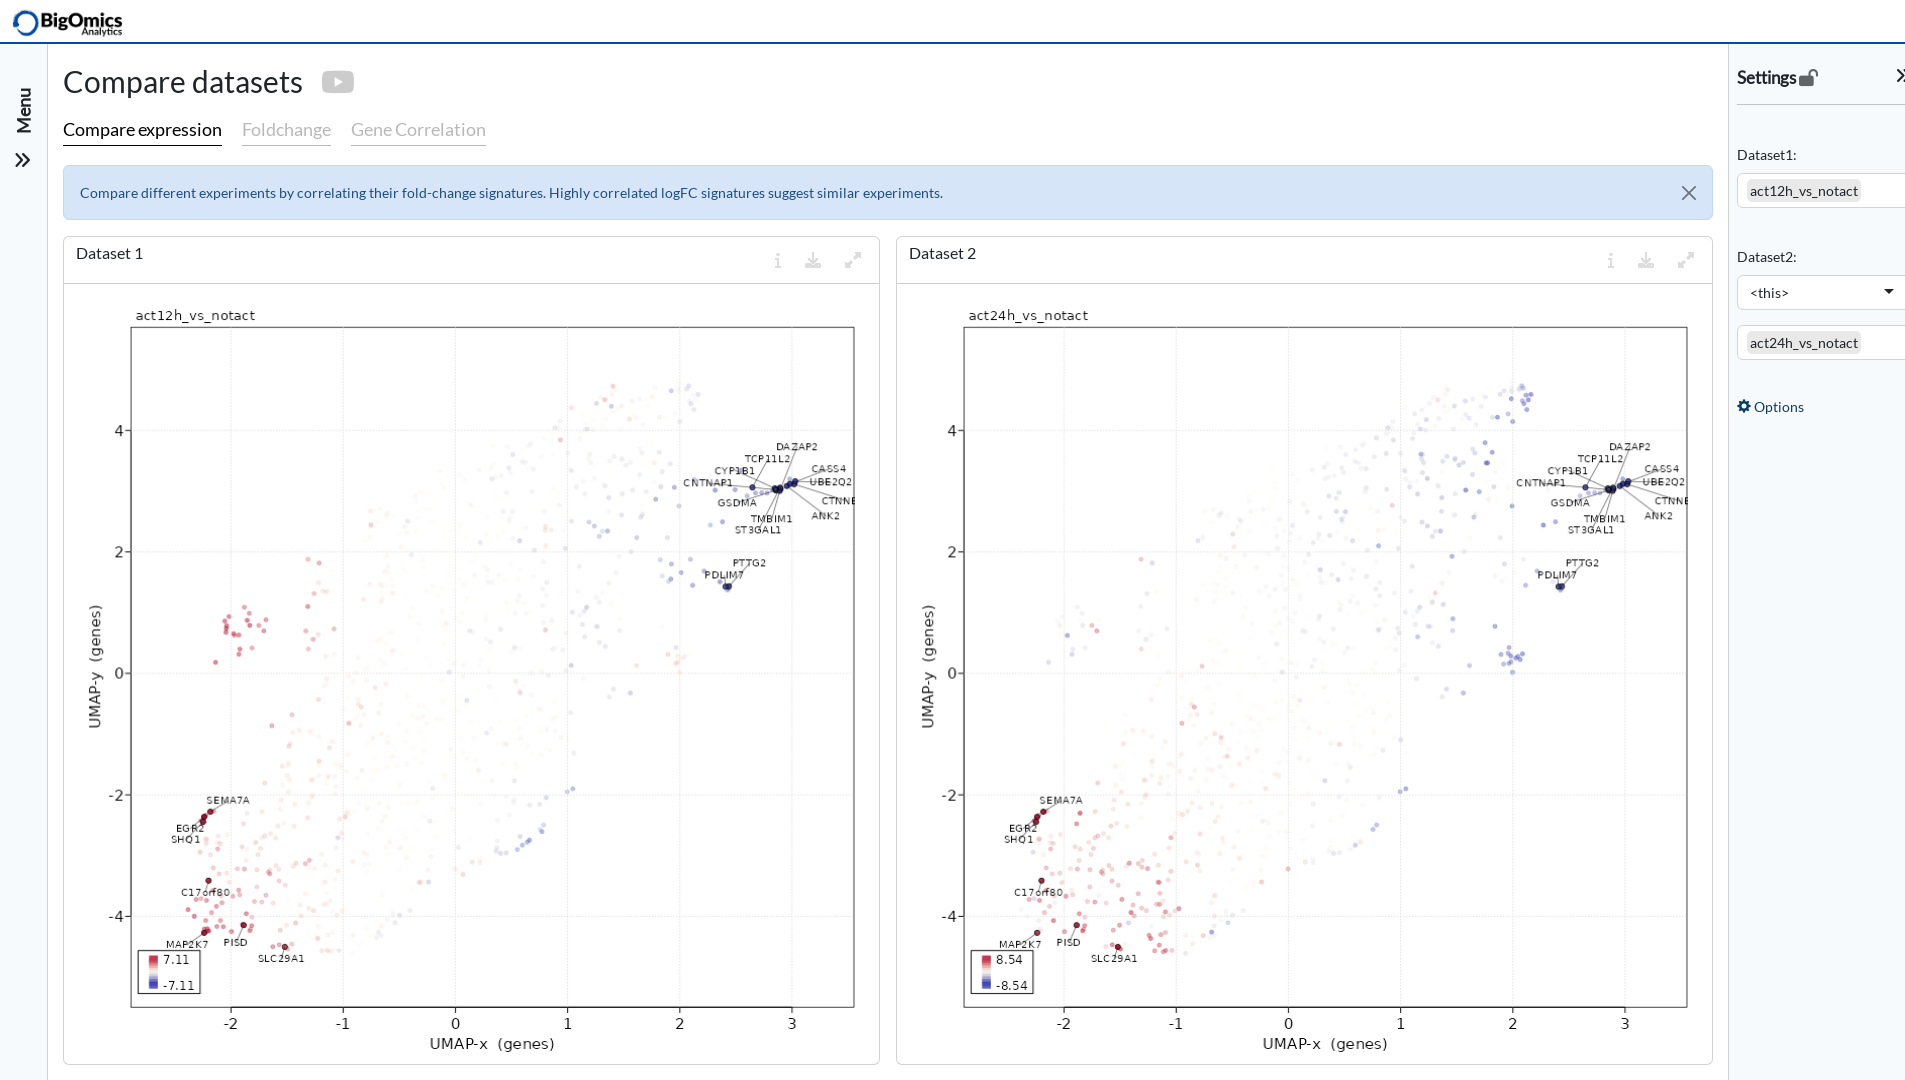 BigOmics
Analytics
Menu
Compare datasets
Compare expression
Foldchange
Gene Correlation
Compare different experiments by correlating their fold-change signatures. Highly correlated logFC signatures suggest similar experiments.
Dataset 1
act12h_vs_notact
DAZAP2
TCP11L2
CYP1B1
CASS4
CNTNAP1
UBE2Q2
GSDMA
CTNNB
TMBIM1
ANK2
ST3GAL1
PTTG2
PDLIM7
SEMA7A
EGR2
SHQ1
C17orf80
MAP2K7
PISD
SLC29A1
7.11
-7.11
4
2
0
-2
-4
-2
-1
0
1
2
3
UMAP-y (genes)
UMAP-x (genes)
Dataset 2
act24h_vs_notact
DAZAP2
TCP11L2
CYP1B1
CASS4
CNTNAP1
UBE2Q2
GSDMA
CTNNB
TMBIM1
ANK2
ST3GAL1
PTTG2
PDLIM7
SEMA7A
EGR2
SHQ1
C17orf80
MAP2K7
PISD
SLC29A1
8.54
-8.54
4
2
0
-2
-4
-2
-1
0
1
2
3
UMAP-y (genes)
UMAP-x (genes)
Settings
Dataset1:
act12h_vs_notact
Dataset2:
<this>
act24h_vs_notact
Options